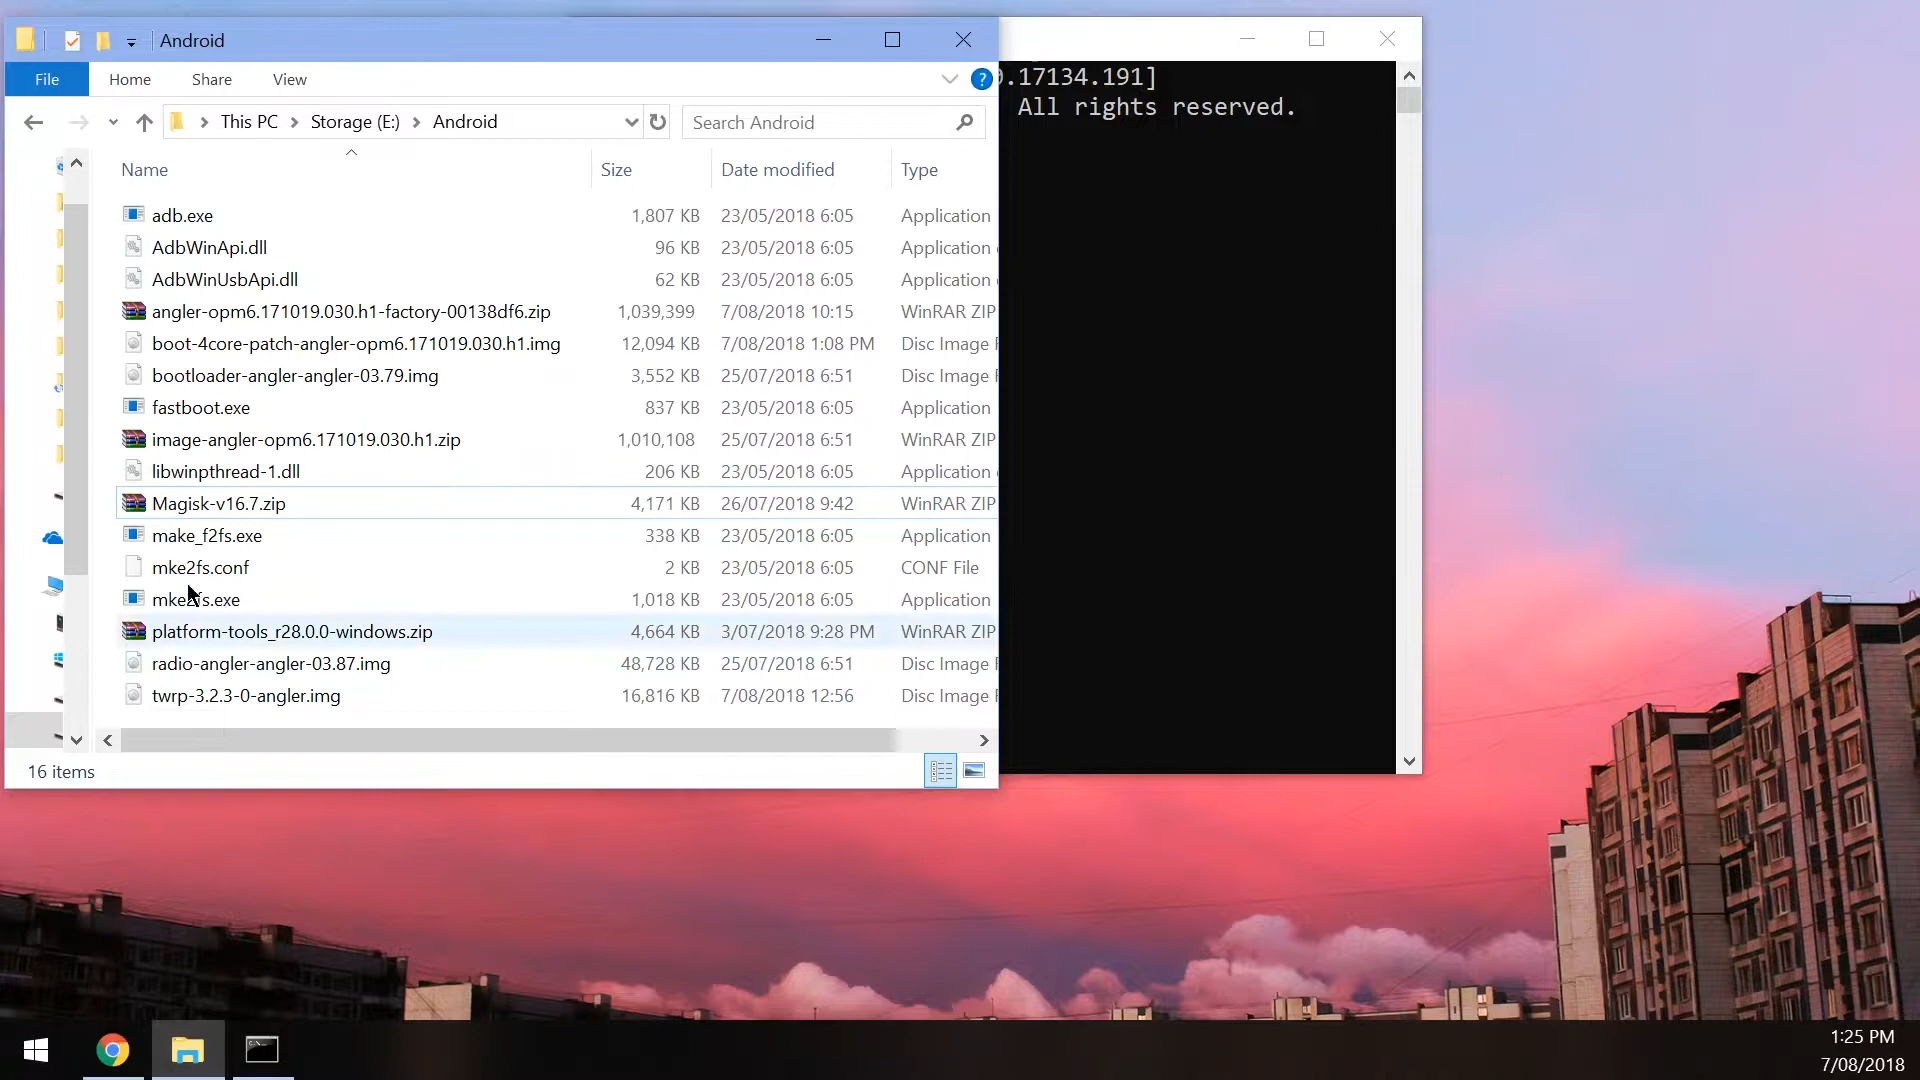 Android
File Home Share View
?
This PC Storage (E:) Android Search Android
Name Size Date modified Type
adb.exe 1,807 KB 23/05/2018 6:05 Application
AdbWinApi.dll 96 KB 23/05/2018 6:05 Application
AdbWinUsbApi.dll 62 KB 23/05/2018 6:05 Application
angler-opm6.171019.030.h1-factory-00138df6.zip 1,039,399 7/08/2018 10:15 WinRAR ZIP
boot-4core-patch-angler-opm6.171019.030.h1.img 12,094 KB 7/08/2018 1:08 PM Disc Image
bootloader-angler-angler-03.79.img 3,552 KB 25/07/2018 6:51 Disc Image
fastboot.exe 837 KB 23/05/2018 6:05 Application
image-angler-opm6.171019.030.h1.zip 1,010,108 25/07/2018 6:51 WinRAR ZIP
libwinpthread-1.dll 206 KB 23/05/2018 6:05 Application
Magisk-v16.7.zip 4,171 KB 26/07/2018 9:42 WinRAR ZIP
make_f2fs.exe 338 KB 23/05/2018 6:05 Application
mke2fs.conf 2 KB 23/05/2018 6:05 CONF File
mke2fs.exe 1,018 KB 23/05/2018 6:05 Application
platform-tools_r28.0.0-windows.zip 4,664 KB 3/07/2018 9:28 PM WinRAR ZIP
radio-angler-angler-03.87.img 48,728 KB 25/07/2018 6:51 Disc Image
twrp-3.2.3-0-angler.img 16,816 KB 7/08/2018 12:56 Disc Image
16 items
.17134.191]
All rights reserved.
1:25 PM
7/08/2018